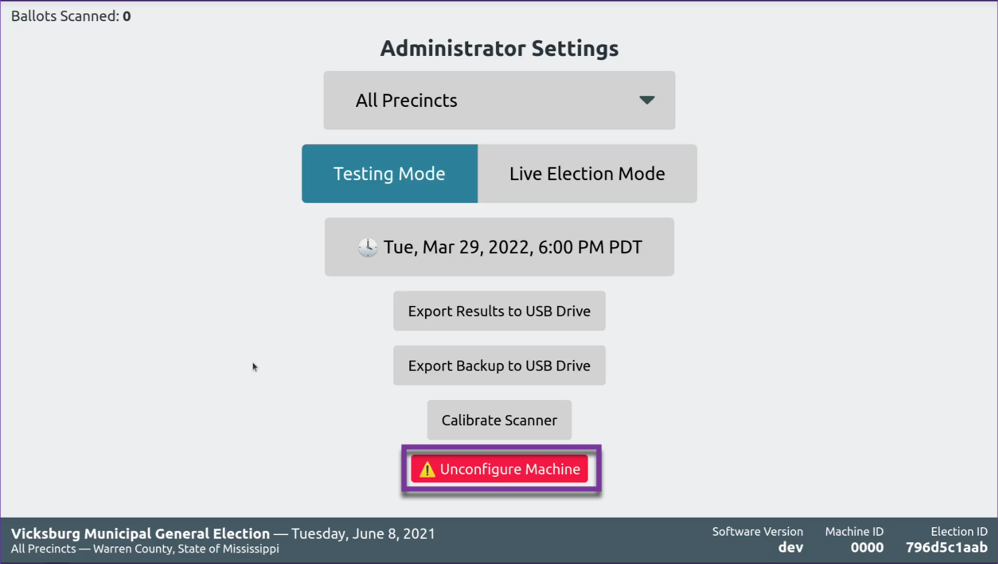 Ballots Scanned: 0
Administrator Settings
All Precincts
Testing Mode
Live Election Mode
🕓 Tue, Mar 29, 2022, 6:00 PM PDT
Export Results to USB Drive
Export Backup to USB Drive
Calibrate Scanner
⚠️ Unconfigure Machine
Vicksburg Municipal General Election — Tuesday, June 8, 2021
All Precincts — Warren County, State of Mississippi
Software Version
dev
Machine ID
0000
Election ID
796d5c1aab